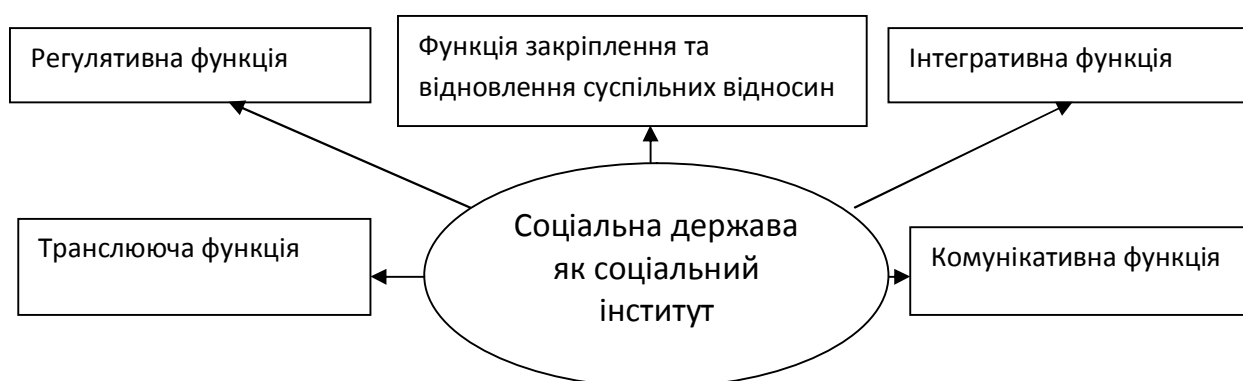 Регулятивна функція
Функція закріплення та
відновлення суспільних відносин
Інтегративна функція
Транслююча функція
Соціальна держава
як соціальний
інститут
Комунікативна функція